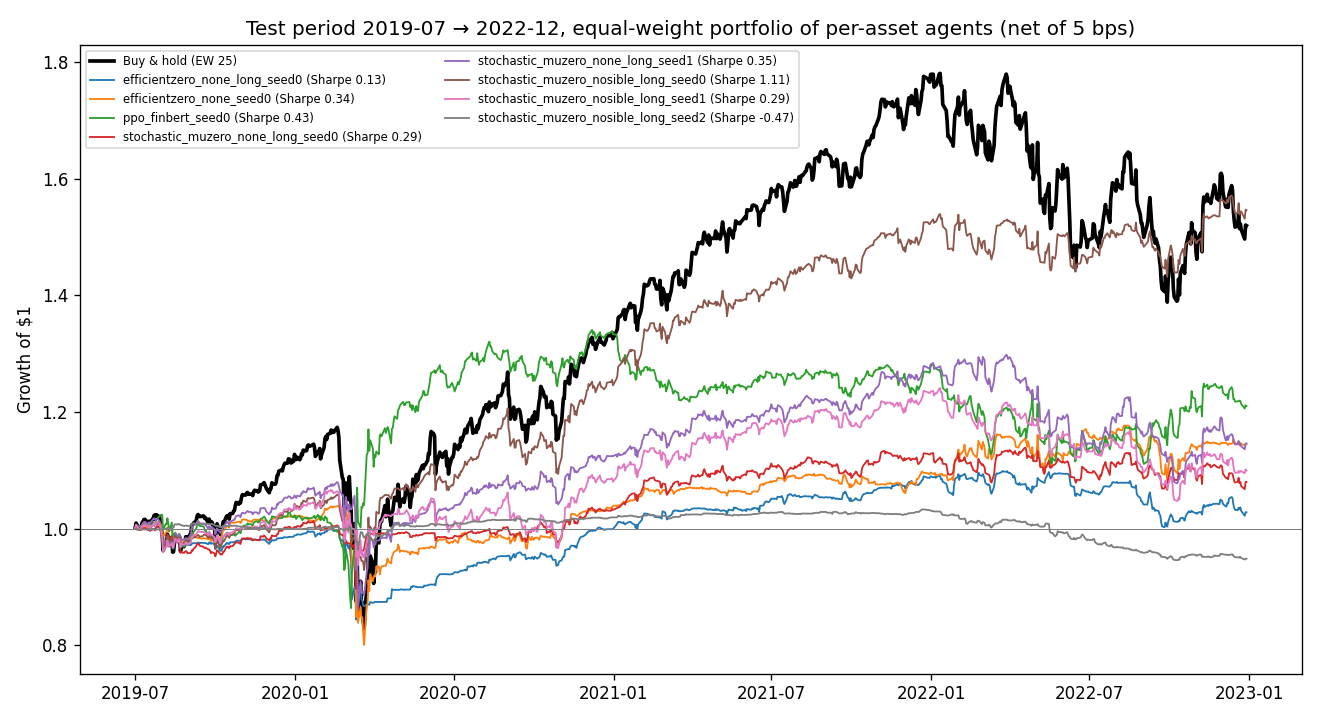 Test period 2019-07 → 2022-12, equal-weight portfolio of per-asset agents (net of 5 bps)
Buy & hold (EW 25)
efficientzero_none_long_seed0 (Sharpe 0.13)
efficientzero_none_seed0 (Sharpe 0.34)
ppo_finbert_seed0 (Sharpe 0.43)
stochastic_muzero_none_long_seed0 (Sharpe 0.29)
stochastic_muzero_none_long_seed1 (Sharpe 0.35)
stochastic_muzero_nosible_long_seed0 (Sharpe 1.11)
stochastic_muzero_nosible_long_seed1 (Sharpe 0.29)
stochastic_muzero_nosible_long_seed2 (Sharpe -0.47)
Growth of $1
1.8
1.6
1.4
1.2
1.0
0.8
2019-07 2020-01 2020-07 2021-01 2021-07 2022-01 2022-07 2023-01